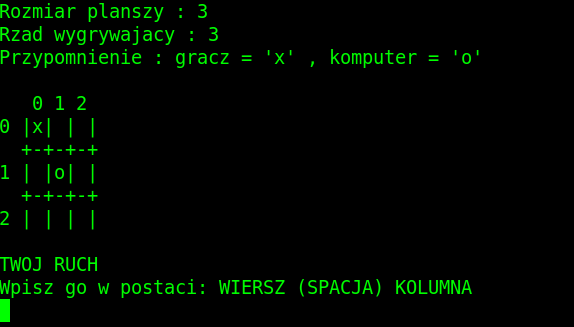 Rozmiar planszy : 3
Rzad wygrywajacy : 3
Przypomnienie : gracz = 'x' , komputer = 'o'
   0 1 2
0 |x| | |
  +-+-+-+
1 | |o| |
  +-+-+-+
2 | | | |
TWOJ RUCH
Wpisz go w postaci: WIERSZ (SPACJA) KOLUMNA